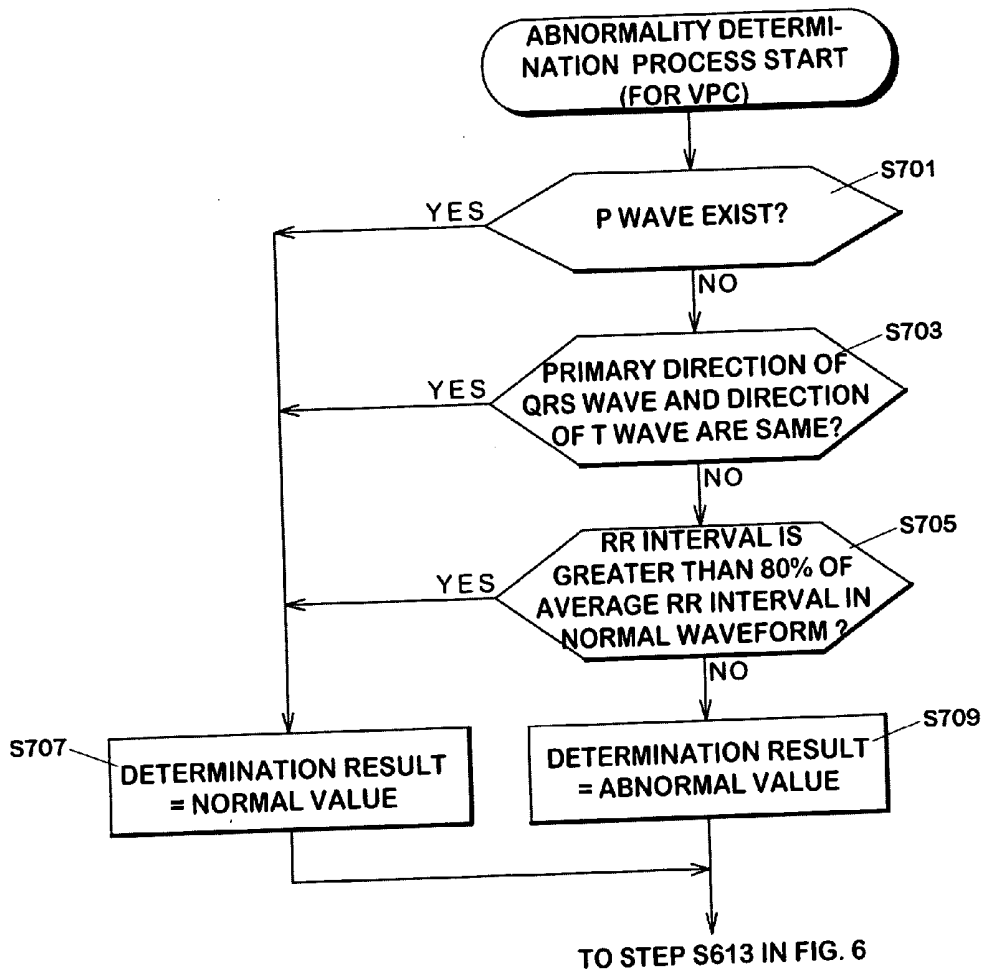 ABNORMALITY DETERMI-
NATION PROCESS START
(FOR VPC)
S701
P WAVE EXIST?
YES
NO
S703
PRIMARY DIRECTION OF
QRS WAVE AND DIRECTION
OF T WAVE ARE SAME?
YES
NO
S705
RR INTERVAL IS
GREATER THAN 80% OF
AVERAGE RR INTERVAL IN
NORMAL WAVEFORM ?
YES
NO
S707
DETERMINATION RESULT
= NORMAL VALUE
S709
DETERMINATION RESULT
= ABNORMAL VALUE
TO STEP S613 IN FIG. 6